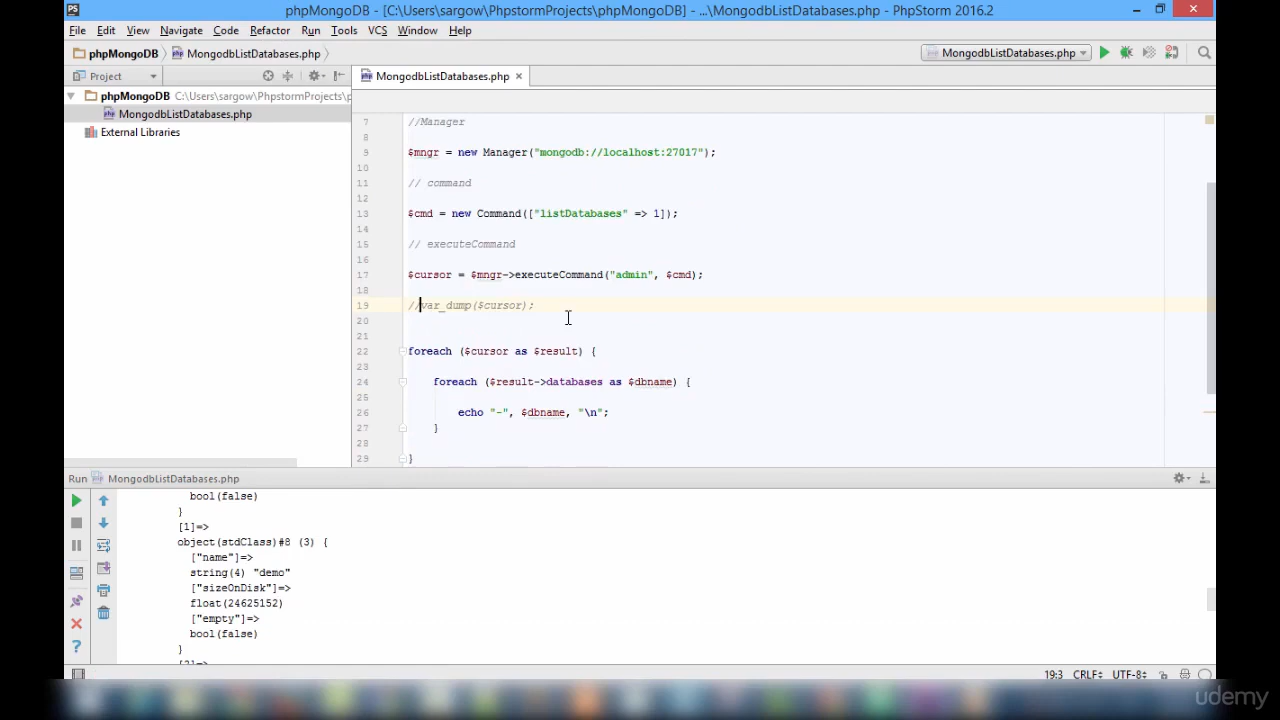 PS phpMongoDB - [C:\Users\sargow\PhpstormProjects\phpMongoDB] - ...\MongodbListDatabases.php - PhpStorm 2016.2
File Edit View Navigate Code Refactor Run Tools VCS Window Help
phpMongoDB MongodbListDatabases.php MongodbListDatabases.php
Project MongodbListDatabases.php
phpMongoDB C:\Users\sargow\PhpstormProjects\p
MongodbListDatabases.php
External Libraries
7 //Manager
8
9 $mngr = new Manager("mongodb://localhost:27017");
10
11 // command
12
13 $cmd = new Command(["listDatabases" => 1]);
14
15 // executeCommand
16
17 $cursor = $mngr->executeCommand("admin", $cmd);
18
19 //var_dump($cursor);
20
21
22 foreach ($cursor as $result) {
23
24 foreach ($result->databases as $dbname) {
25
26 echo "-", $dbname, "\n";
27 }
28
29 }
Run MongodbListDatabases.php
bool(false)
}
[1]=>
object(stdClass)#8 (3) {
["name"]=>
string(4) "demo"
["sizeOnDisk"]=>
float(24625152)
["empty"]=>
bool(false)
}
[2]=>
19:3 CRLF UTF-8
udemy